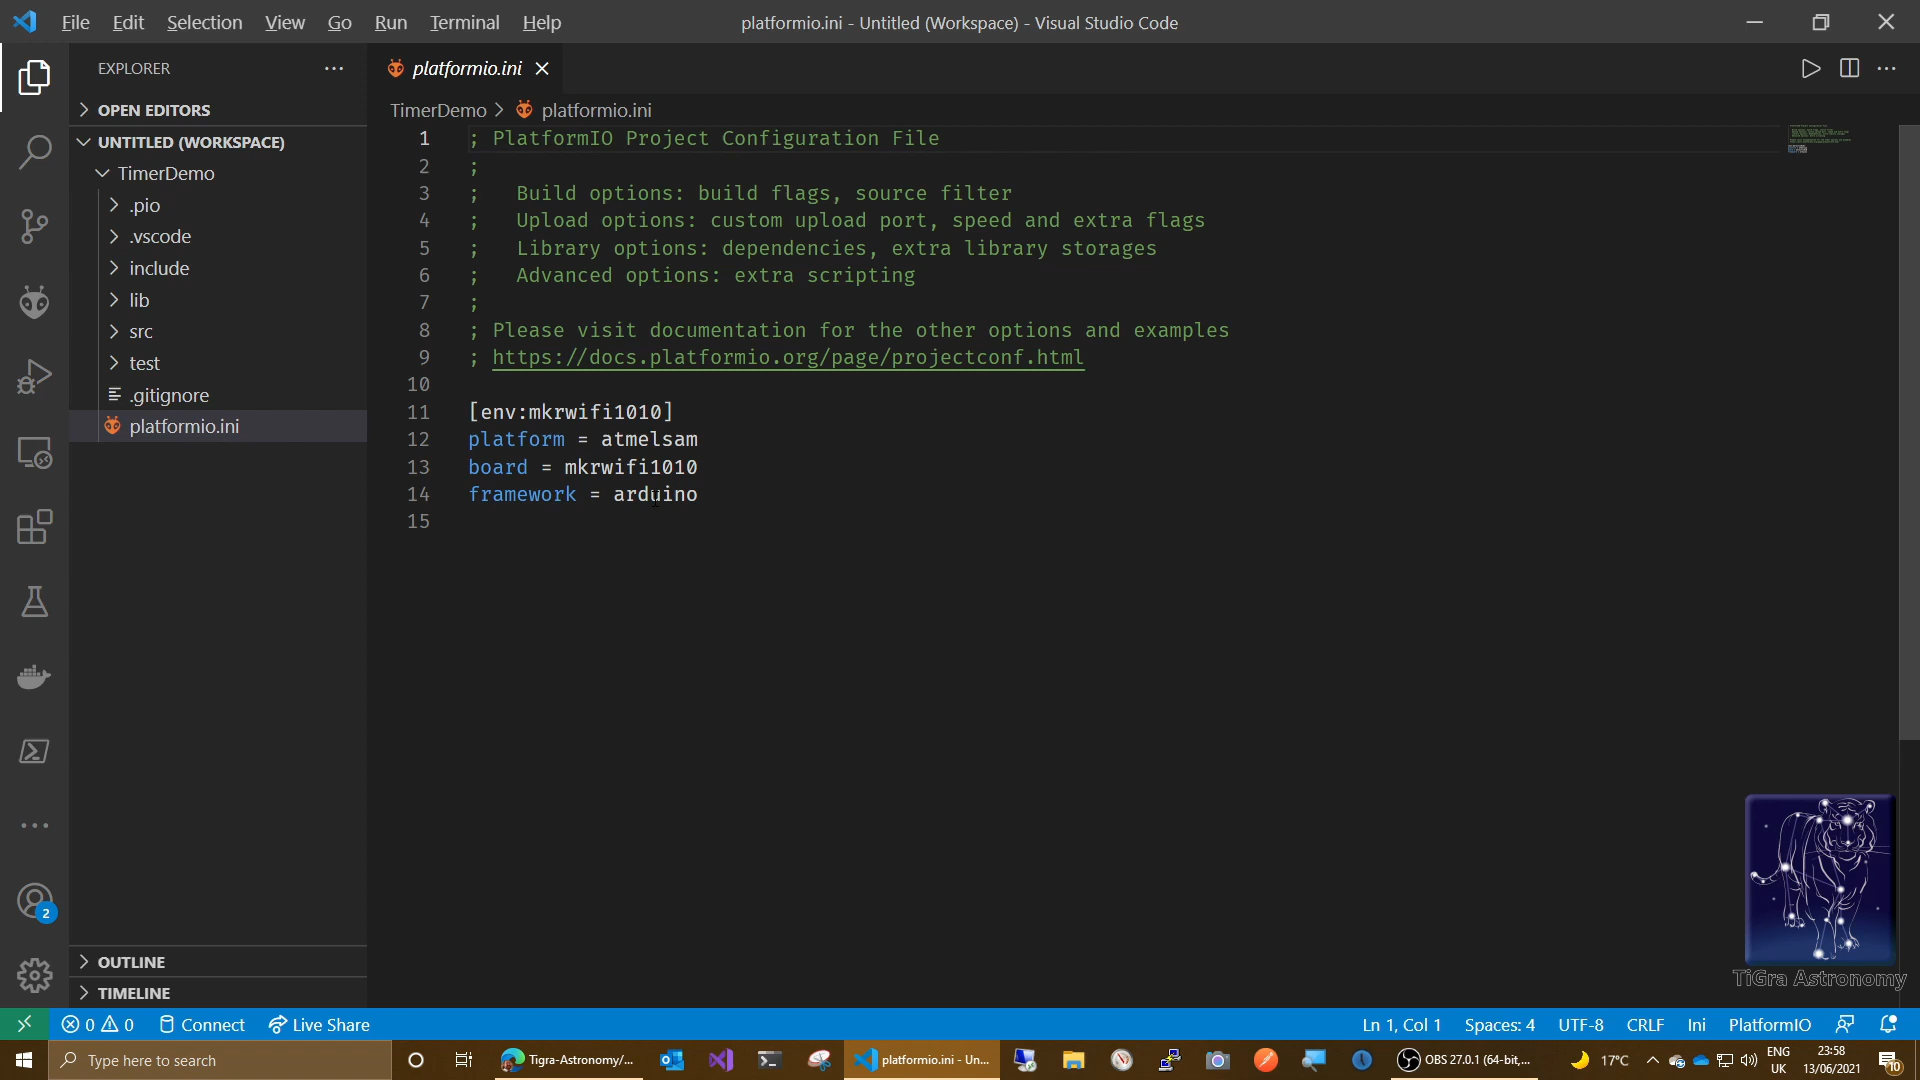 File Edit Selection View Go Run Terminal Help
platformio.ini - Untitled (Workspace) - Visual Studio Code
EXPLORER
OPEN EDITORS
UNTITLED (WORKSPACE)
TimerDemo
.pio
.vscode
include
lib
src
test
.gitignore
platformio.ini
OUTLINE
TIMELINE
platformio.ini
TimerDemo > platformio.ini
1 ; PlatformIO Project Configuration File
2 ;
3 ;   Build options: build flags, source filter
4 ;   Upload options: custom upload port, speed and extra flags
5 ;   Library options: dependencies, extra library storages
6 ;   Advanced options: extra scripting
7 ;
8 ; Please visit documentation for the other options and examples
9 ; https://docs.platformio.org/page/projectconf.html
10
11 [env:mkrwifi1010]
12 platform = atmelsam
13 board = mkrwifi1010
14 framework = arduino
15
2
TiGra Astronomy
0 0 Connect Live Share
Ln 1, Col 1 Spaces: 4 UTF-8 CRLF Ini PlatformIO
Type here to search
Tigra-Astronomy/...
platformio.ini - Un...
OBS 27.0.1 (64-bit,...
17°C
ENG
UK
23:58
13/06/2021
10